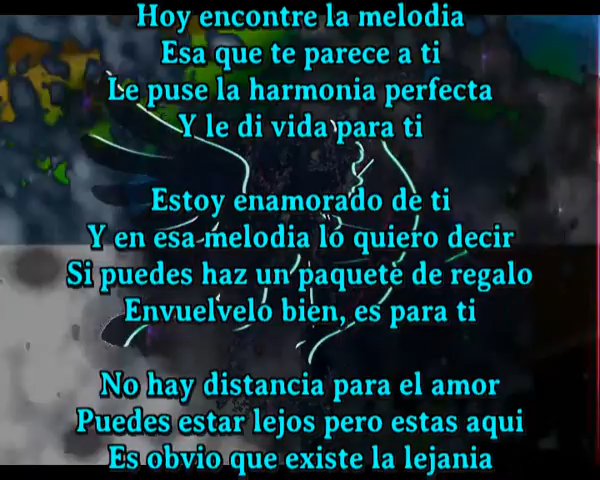 Hoy encontre la melodia
Esa que te parece a ti
Le puse la harmonia perfecta
Y le di vida para ti
Estoy enamorado de ti
Y en esa melodia lo quiero decir
Si puedes haz un paquete de regalo
Envuelvelo bien, es para ti
No hay distancia para el amor
Puedes estar lejos pero estas aqui
Es obvio que existe la lejania